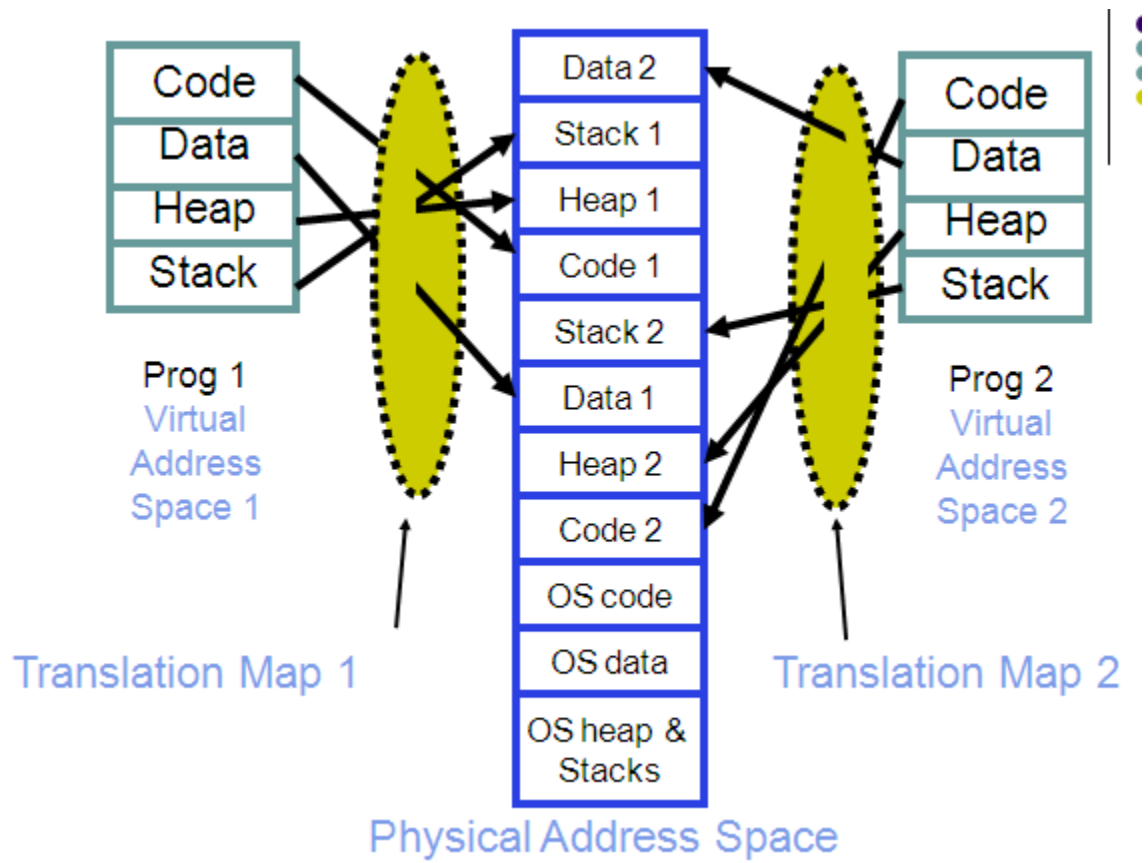 Code
Data
Heap
Stack
Prog 1
Virtual
Address
Space 1
Translation Map 1
Data 2
Stack 1
Heap 1
Code 1
Stack 2
Data 1
Heap 2
Code 2
OS code
OS data
OS heap &
Stacks
Physical Address Space
Code
Data
Heap
Stack
Prog 2
Virtual
Address
Space 2
Translation Map 2